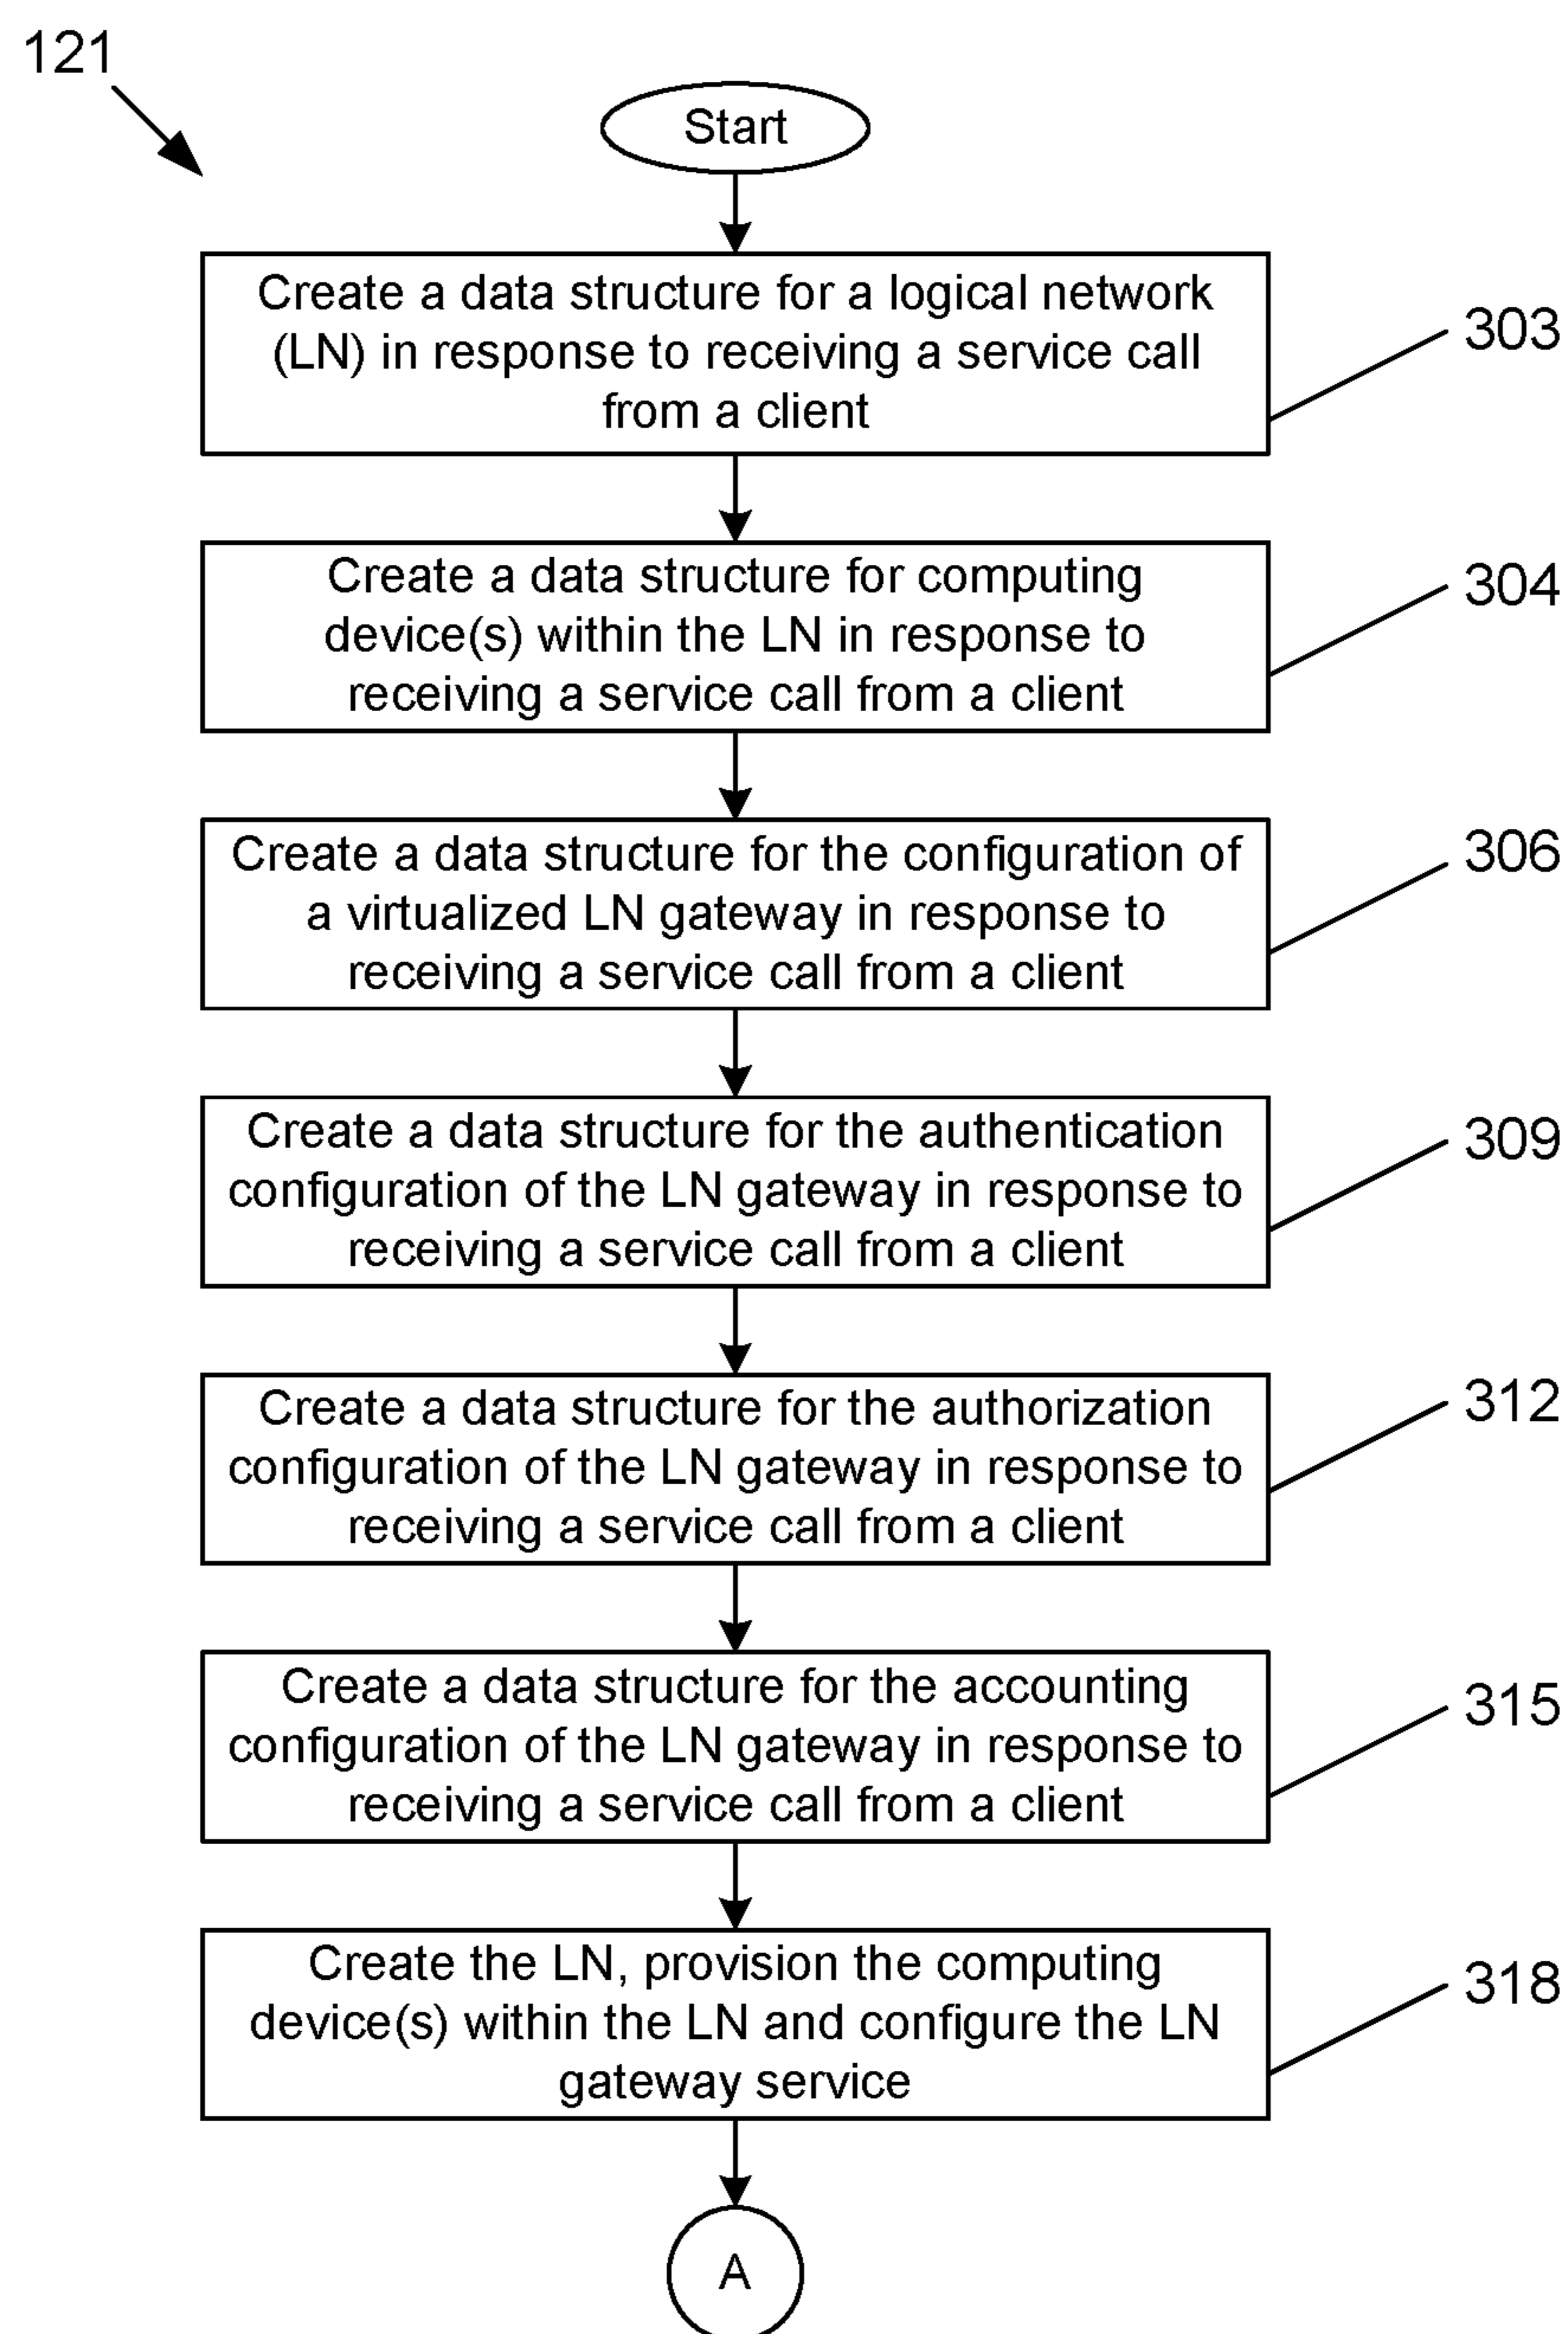 121
Start
Create a data structure for a logical network
(LN) in response to receiving a service call
from a client
303
Create a data structure for computing
device(s) within the LN in response to
receiving a service call from a client
304
Create a data structure for the configuration of
a virtualized LN gateway in response to
receiving a service call from a client
306
Create a data structure for the authentication
configuration of the LN gateway in response to
receiving a service call from a client
309
Create a data structure for the authorization
configuration of the LN gateway in response to
receiving a service call from a client
312
Create a data structure for the accounting
configuration of the LN gateway in response to
receiving a service call from a client
315
Create the LN, provision the computing
device(s) within the LN and configure the LN
gateway service
318
A